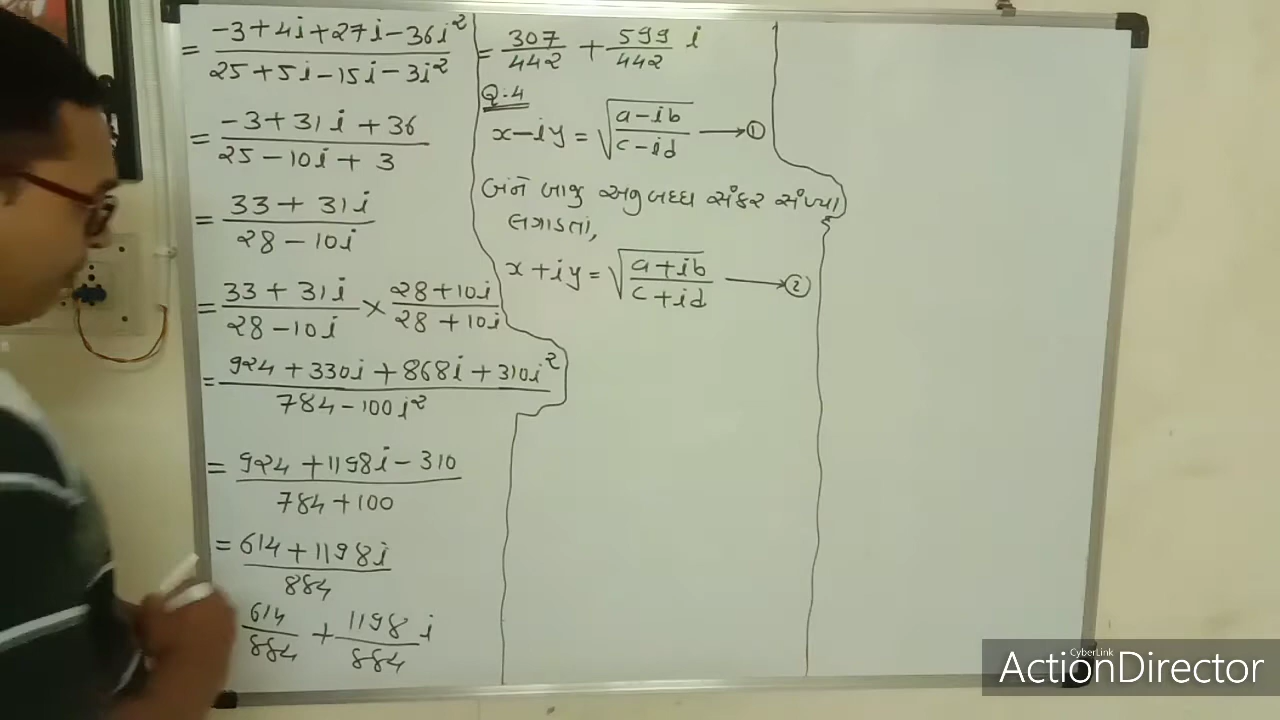 = (-3+4i+27i-36i²)/(25+5i-15i-3i²)
= (-3+31i+36)/(25-10i+3)
= (33+31i)/(28-10i)
= (33+31i)/(28-10i) × (28+10i)/(28+10i)
= (924+330i+868i+310i²)/(784-100i²)
= (924+1198i-310)/(784+100)
= (614+1198i)/884
614/884 + 1198/884 i
= 307/442 + 599/442 i
Q.4
x-iy = √((a-ib)/(c-id)) → ①
બંને બાજુ અનુબધ્ધ સંકર સંખ્યા
લગાડતાં,
x+iy = √((a+ib)/(c+id)) → ②
CyberLink
ActionDirector